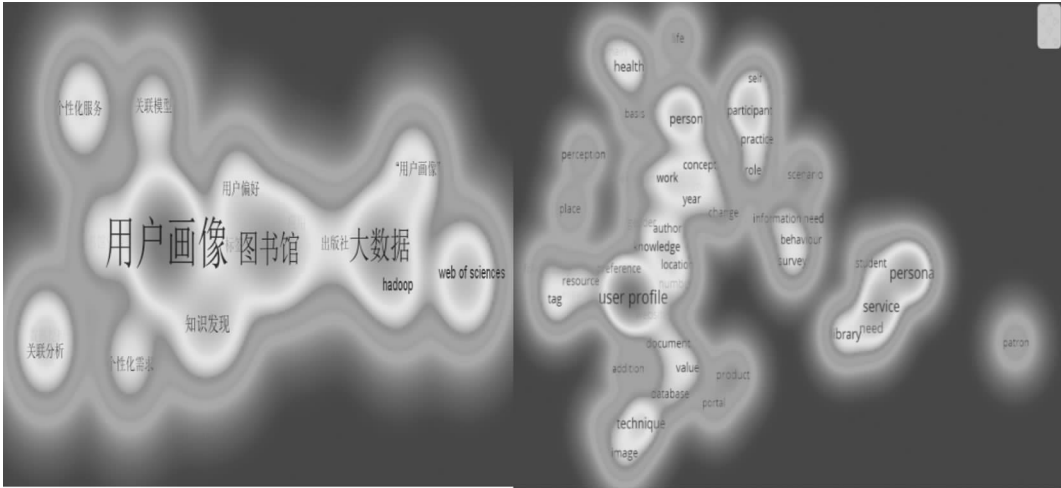 个性化服务
关联模型
"用户画像"
用户偏好
用户画像
图书馆
出版社
大数据
hadoop
web of sciences
知识发现
关联分析
个性化需求
life
health
self
basis
participant
person
practice
perception
concept
role
work
scenario
year
place
change
information need
author
behaviour
knowledge
survey
location
student
persona
resource
tag
user profile
service
library
need
document
patron
addition
value
product
database
portal
technique
image